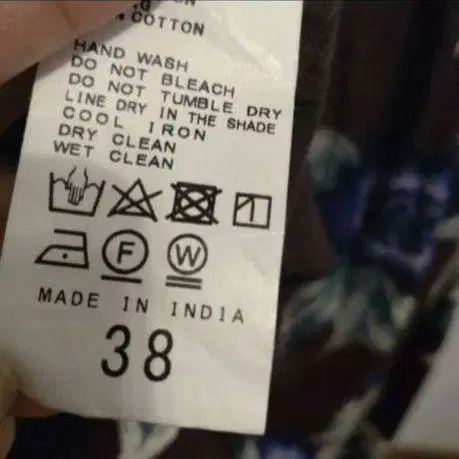 COTTON
HAND WASH
DO NOT BLEACH
DO NOT TUMBLE DRY
LINE DRY IN THE SHADE
COOL IRON
DRY CLEAN
WET CLEAN
F W
MADE IN INDIA
38